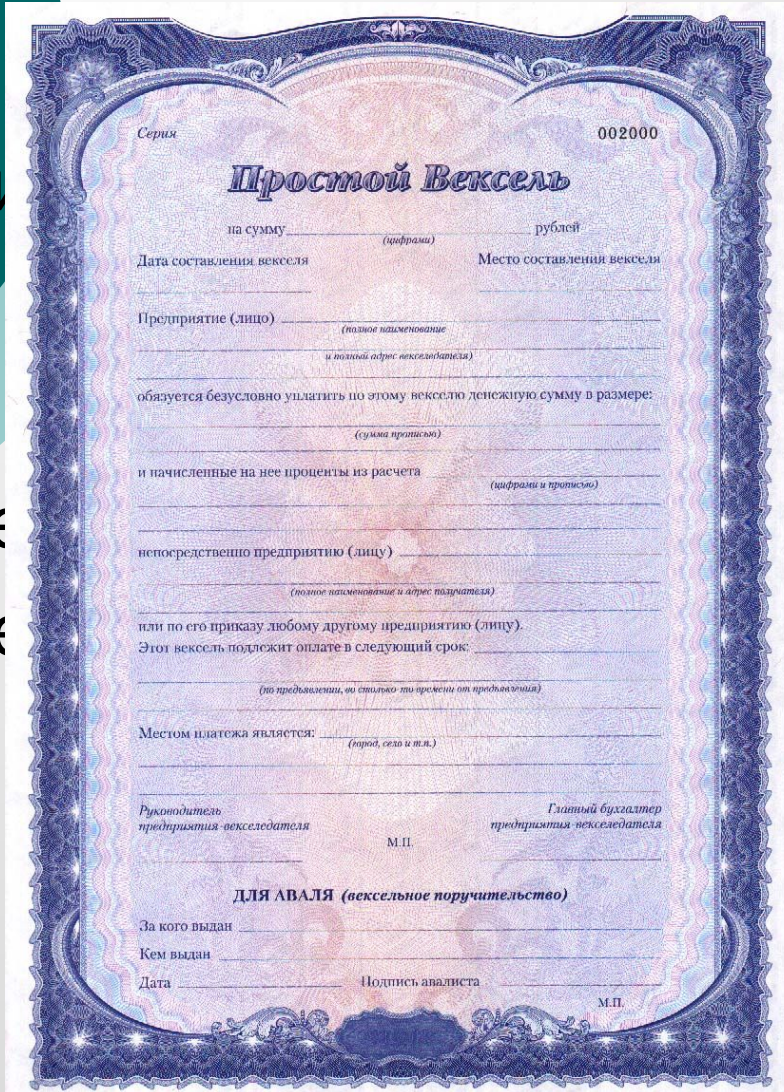 Серия 002000
Простой Вексель
на сумму рублей
(цифрами)
Дата составления векселя Место составления векселя
Предприятие (лицо)
(полное наименование
и полный адрес векселедателя)
обязуется безусловно уплатить по этому векселю денежную сумму в размере:
(сумма прописью)
и начисленные на нее проценты из расчета
(цифрами и прописью)
непосредственно предприятию (лицу)
(полное наименование и адрес получателя)
или по его приказу любому другому предприятию (лицу).
Этот вексель подлежит оплате в следующий срок:
(по предъявлении, во столько-то времени от предъявления)
Местом платежа является:
(город, село и т.п.)
Руководитель Главный бухгалтер
предприятия-векселедателя предприятия-векселедателя
М.П.
ДЛЯ АВАЛЯ (вексельное поручительство)
За кого выдан
Кем выдан
Дата Подпись авалиста
М.П.